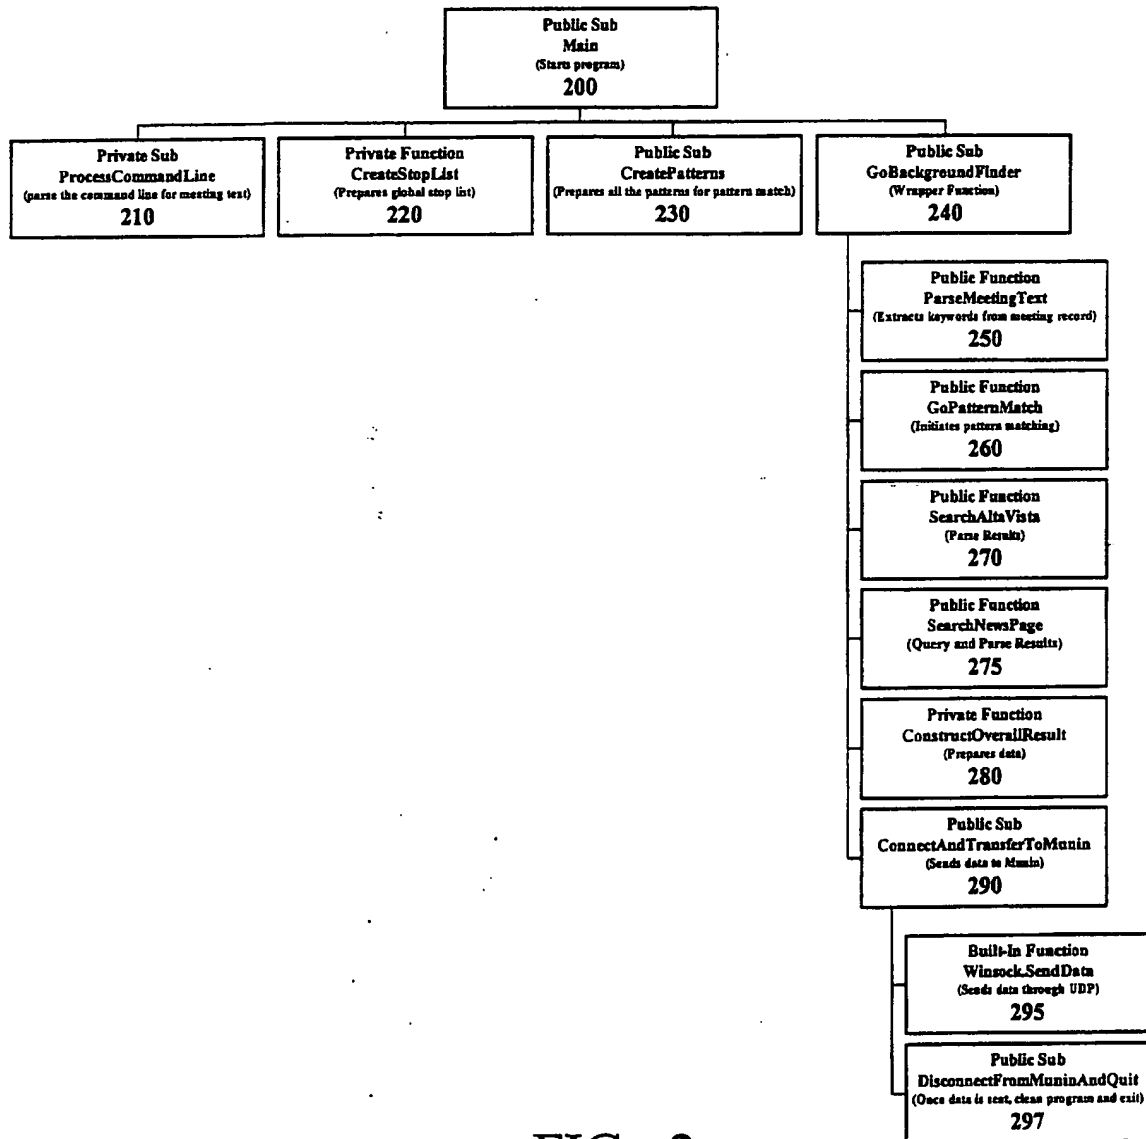 Public Sub
Main
(Starts program)
200
Private Sub
ProcessCommandLine
(parse the command line for meeting text)
210
Private Function
CreateStopList
(Prepares global stop list)
220
Public Sub
CreatePatterns
(Prepares all the patterns for pattern match)
230
Public Sub
GoBackgroundFinder
(Wrapper Function)
240
Public Function
ParseMeetingText
(Extracts keywords from meeting record)
250
Public Function
GoPatternMatch
(Initiates pattern matching)
260
Public Function
SearchAltaVista
(Parse Results)
270
Public Function
SearchNewsPage
(Query and Parse Results)
275
Private Function
ConstructOverallResult
(Prepares data)
280
Public Sub
ConnectAndTransferToMunin
(Sends data to Munin)
290
Built-In Function
Winsock.SendData
(Sends data through UDP)
295
Public Sub
DisconnectFromMuninAndQuit
(Once data is sent, clean program and exit)
297